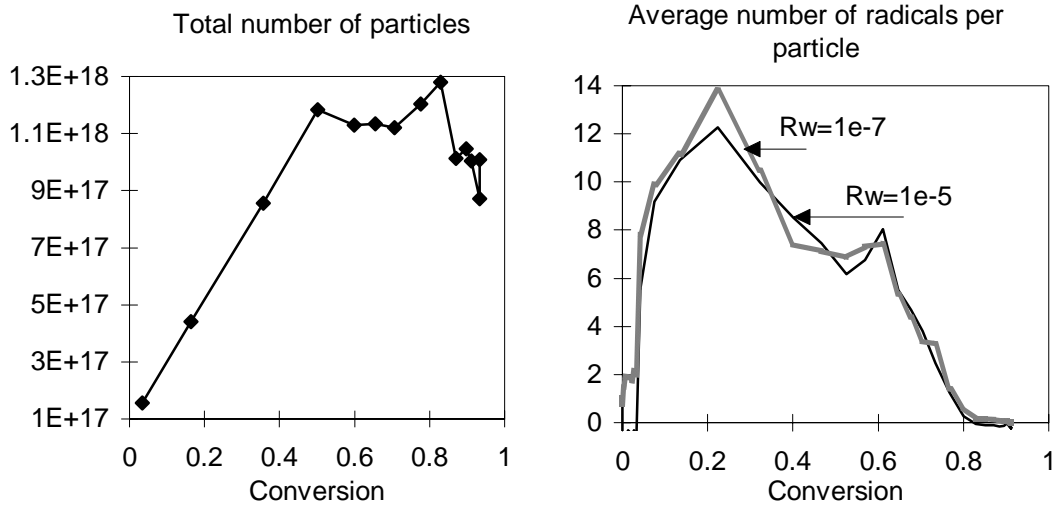 Total number of particles
1.3E+18
1.1E+18
9E+17
7E+17
5E+17
3E+17
1E+17
0 0.2 0.4 0.6 0.8 1
Conversion
Average number of radicals per
particle
14
12
10
8
6
4
2
0
Rw=1e-7
Rw=1e-5
0 0.2 0.4 0.6 0.8 1
Conversion